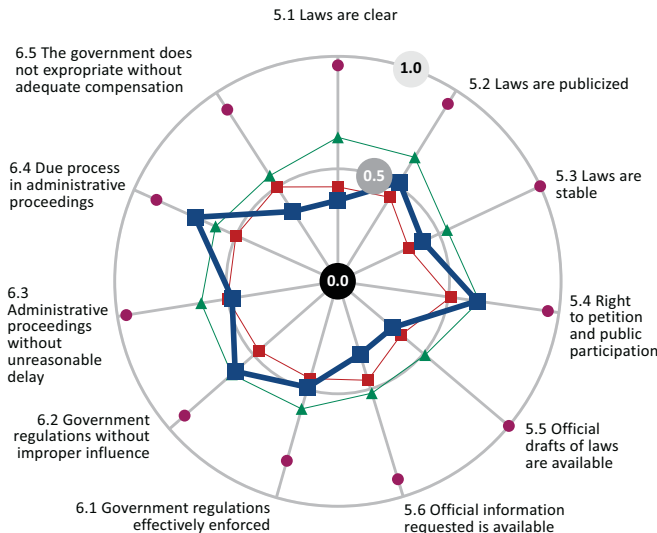 5.1 Laws are clear
1.0
5.2 Laws are publicized
5.3 Laws are
stable
5.4 Right
to petition
and public
participation
5.5 Official
drafts of laws
are available
5.6 Official information
requested is available
6.1 Government regulations
effectively enforced
6.2 Government
regulations without
improper influence
6.3
Administrative
proceedings
without
unreasonable
delay
6.4 Due process
in administrative
proceedings
6.5 The government does
not expropriate without
adequate compensation
0.5
0.0